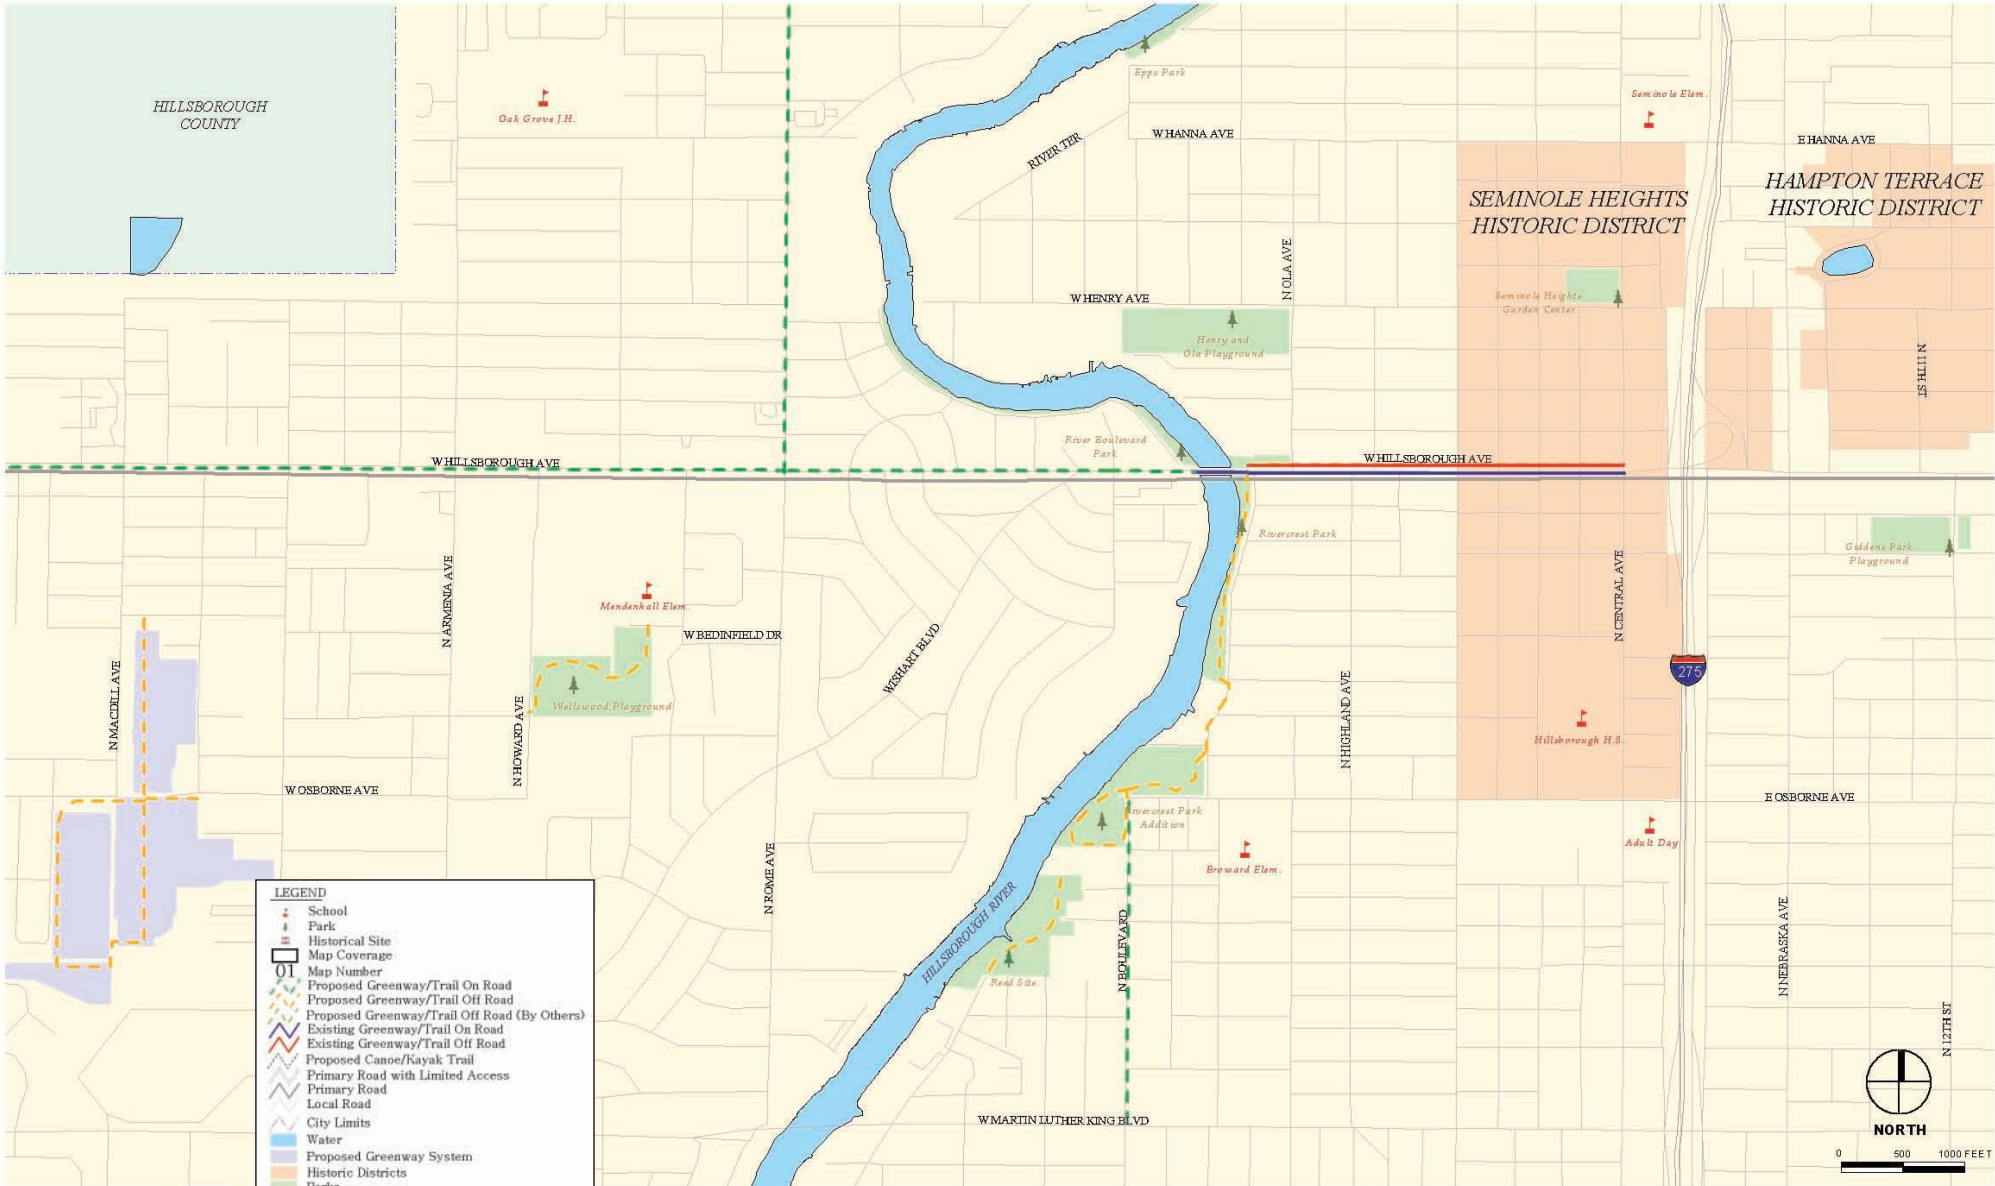 Epps Park
HILLSBOROUGH
COUNTY
Oak Grove J.H.
Seminole Elem.
W HANNA AVE
RIVER TER
E HANNA AVE
SEMINOLE HEIGHTS
HISTORIC DISTRICT
HAMPTON TERRACE
HISTORIC DISTRICT
N OLA AVE
W HENRY AVE
Seminole Heights
Garden Center
Henry and
Ola Playground
N 11TH ST
River Boulevard
Park
W HILLSBOROUGH AVE
W HILLSBOROUGH AVE
Rivercrest Park
Giddens Park
Playground
N ARMENIA AVE
N CENTRAL AVE
Mendenhall Elem.
W BEDINFIELD DR
WISHART BLVD
275
N MACDILL AVE
N HOWARD AVE
Wellswood Playground
N HIGHLAND AVE
Hillsborough H.S.
W OSBORNE AVE
E OSBORNE AVE
Rivercrest Park
Addition
Adult Day
Broward Elem.
N ROME AVE
HILLSBOROUGH RIVER
N BOULEVARD
N NEBRASKA AVE
Reed Site
N 12TH ST
W MARTIN LUTHER KING BLVD
LEGEND
School
Park
Historical Site
Map Coverage
01 Map Number
Proposed Greenway/Trail On Road
Proposed Greenway/Trail Off Road
Proposed Greenway/Trail Off Road (By Others)
Existing Greenway/Trail On Road
Existing Greenway/Trail Off Road
Proposed Canoe/Kayak Trail
Primary Road with Limited Access
Primary Road
Local Road
City Limits
Water
Proposed Greenway System
Historic Districts
Parks
NORTH
0 500 1000 FEET